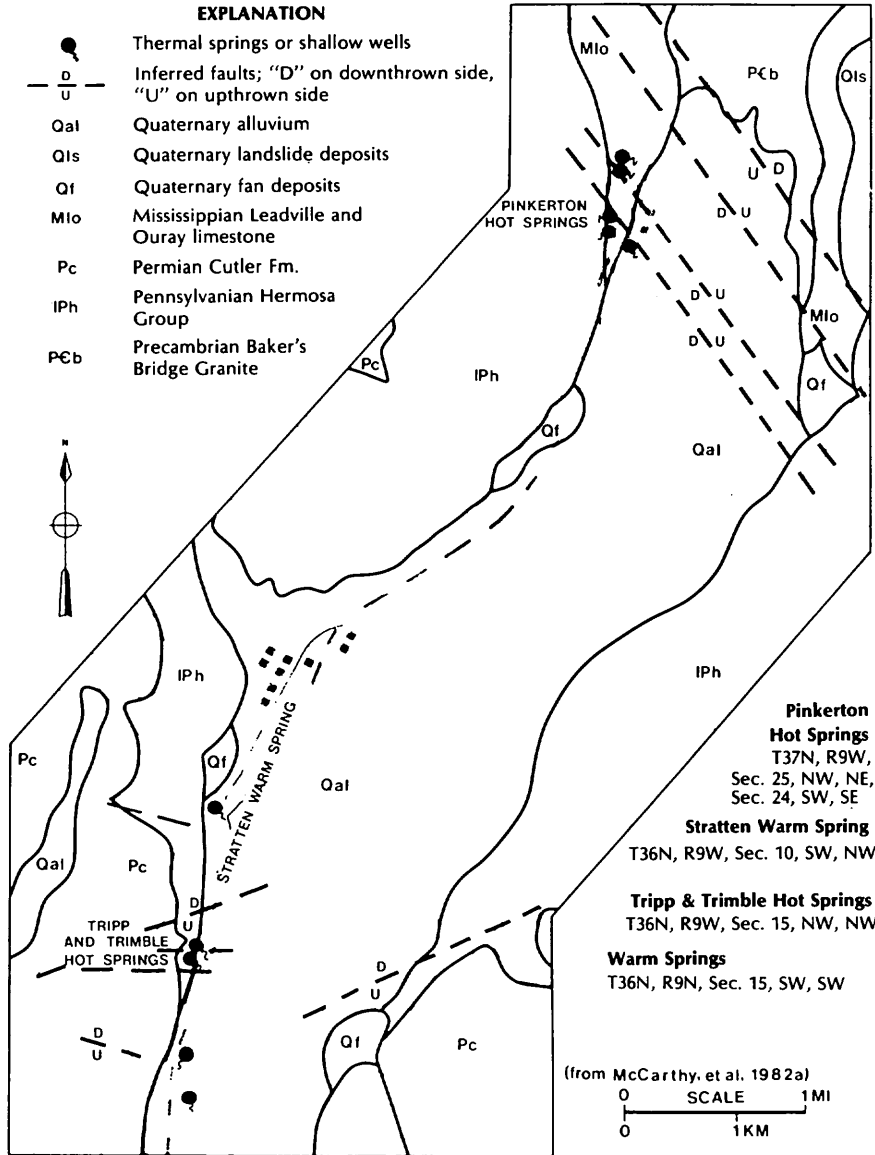 EXPLANATION
Thermal springs or shallow wells
D
U
Inferred faults; "D" on downthrown side,
"U" on upthrown side
Qal
Quaternary alluvium
Qls
Quaternary landslide deposits
Qf
Quaternary fan deposits
Mlo
Mississippian Leadville and
Ouray limestone
Pc
Permian Cutler Fm.
IPh
Pennsylvanian Hermosa
Group
P€b
Precambrian Baker's
Bridge Granite
N
Mlo
P€b
Qls
U D
PINKERTON
HOT SPRINGS
D U
D U
D U
Mlo
Qf
Pc
IPh
Qf
Qal
IPh
IPh
Pc
Qf
STRATTEN WARM SPRING
Qal
Qal
Pc
D
U
TRIPP
AND TRIMBLE
HOT SPRINGS
D
U
D
U
Qf
Pc
Pinkerton
Hot Springs
T37N, R9W,
Sec. 25, NW, NE,
Sec. 24, SW, SE
Stratten Warm Spring
T36N, R9W, Sec. 10, SW, NW
Tripp & Trimble Hot Springs
T36N, R9W, Sec. 15, NW, NW
Warm Springs
T36N, R9N, Sec. 15, SW, SW
(from McCarthy, et al. 1982a)
0 SCALE 1 MI
0 1 KM